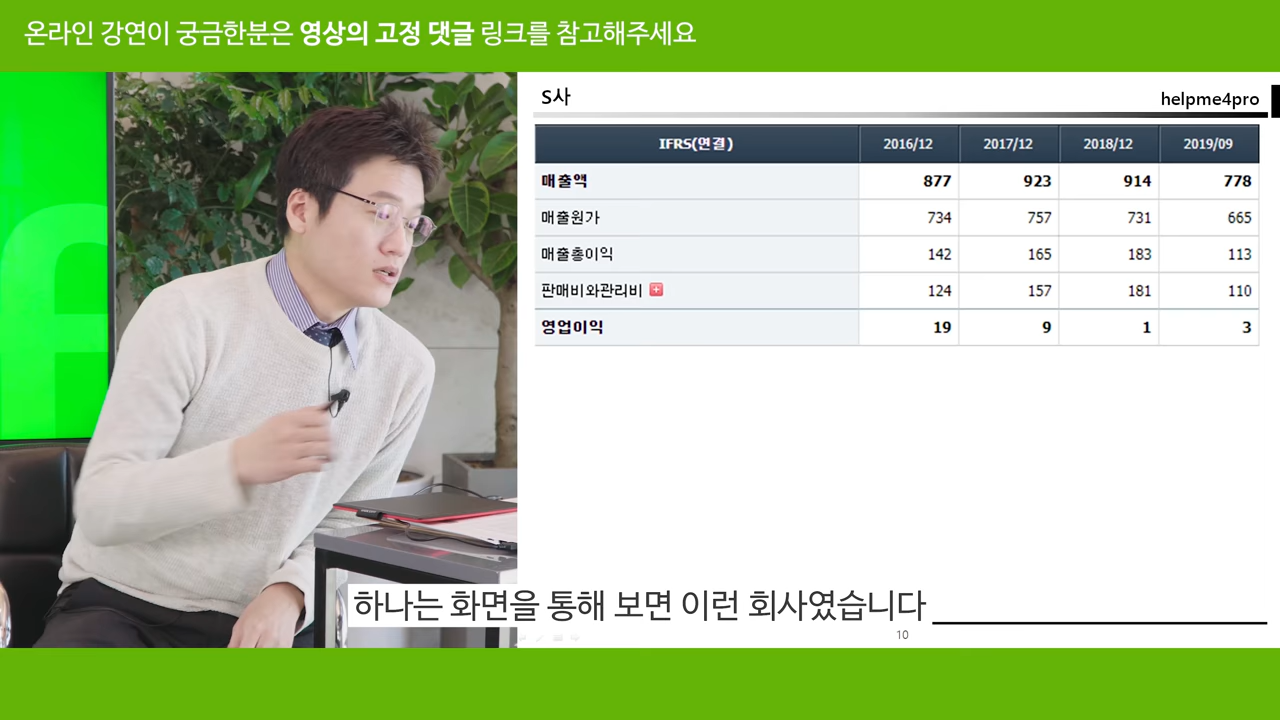 온라인 강연이 궁금한분은 영상의 고정 댓글 링크를 참고해주세요
S사
helpme4pro
IFRS(연결) 2016/12 2017/12 2018/12 2019/09
매출액 877 923 914 778
매출원가 734 757 731 665
매출총이익 142 165 183 113
판매비와관리비 124 157 181 110
영업이익 19 9 1 3
하나는 화면을 통해 보면 이런 회사였습니다
10